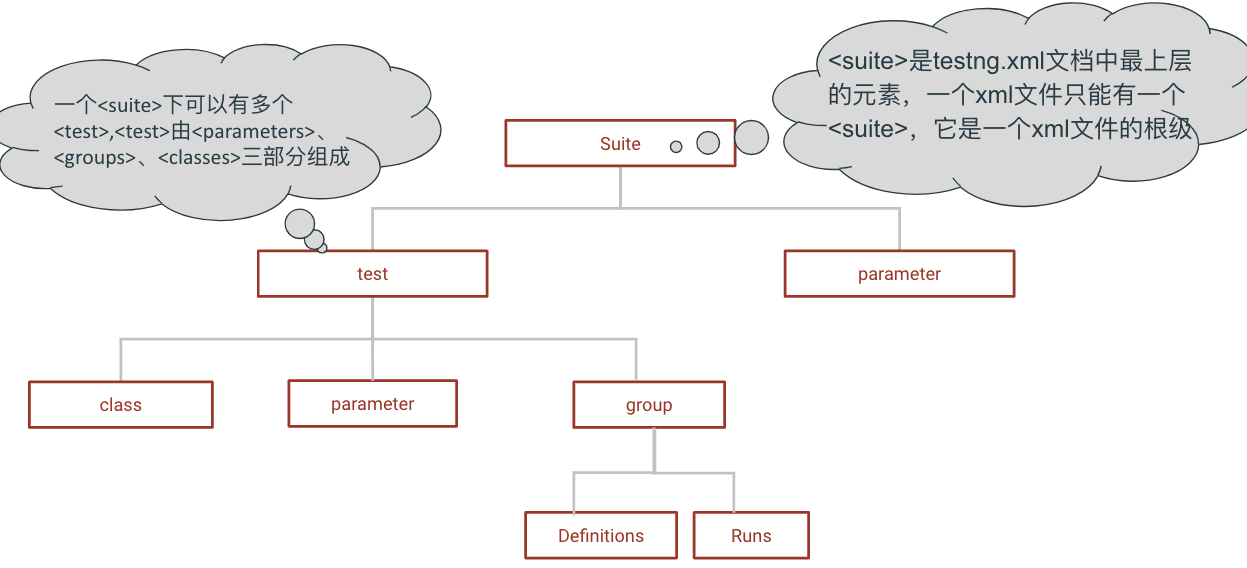 <suite>是testng.xml文档中最上层
的元素，一个xml文件只能有一个
<suite>，它是一个xml文件的根级
一个<suite>下可以有多个
<test>,<test>由<parameters>、
<groups>、<classes>三部分组成
Suite
test
parameter
class
parameter
group
Definitions
Runs